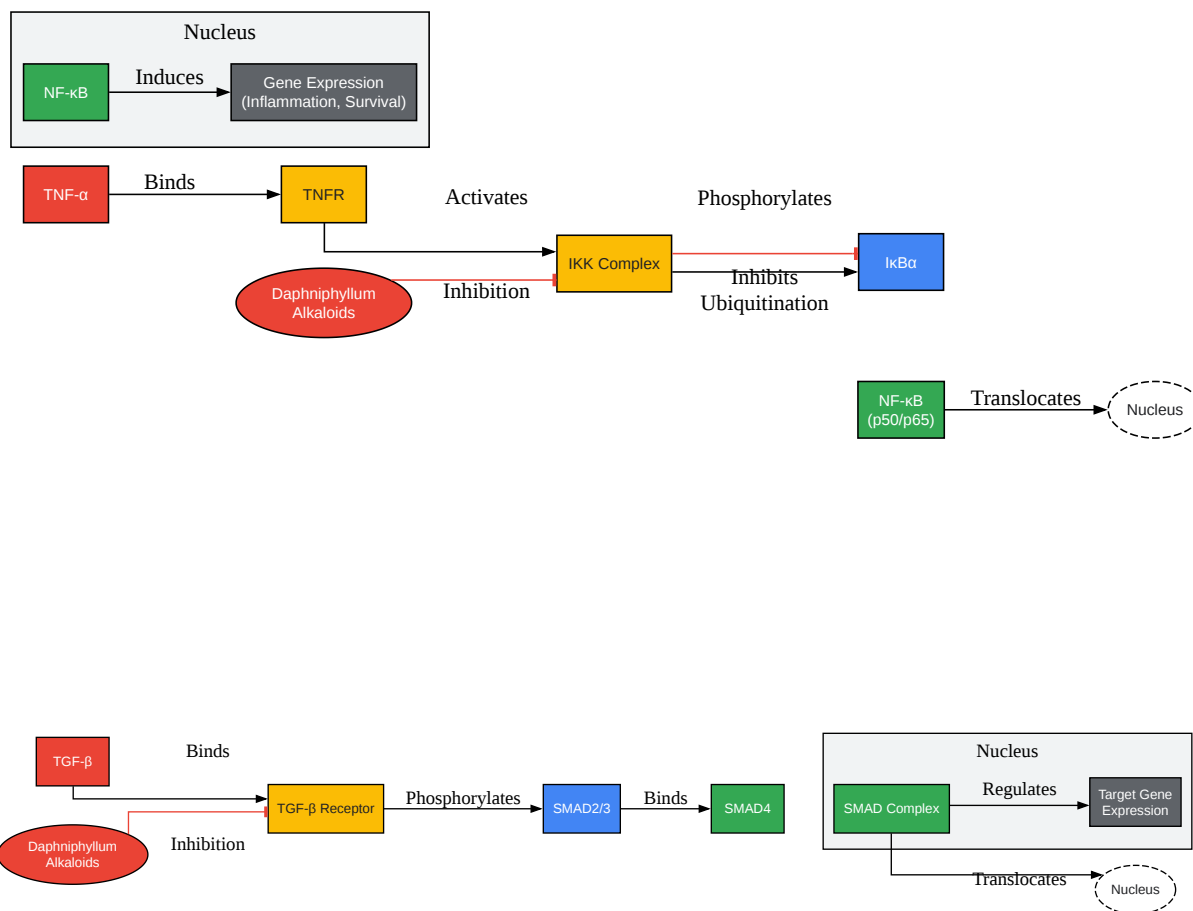 Nucleus
NF-κB
Induces
Gene Expression
(Inflammation, Survival)
TNF-α
Binds
TNFR
Activates
Phosphorylates
IKK Complex
IκBα
Daphniphyllum
Alkaloids
Inhibition
Inhibits
Ubiquitination
NF-κB
(p50/p65)
Translocates
Nucleus
TGF-β
Binds
TGF-β Receptor
Phosphorylates
SMAD2/3
Binds
SMAD4
Daphniphyllum
Alkaloids
Inhibition
Nucleus
SMAD Complex
Regulates
Target Gene
Expression
Translocates
Nucleus